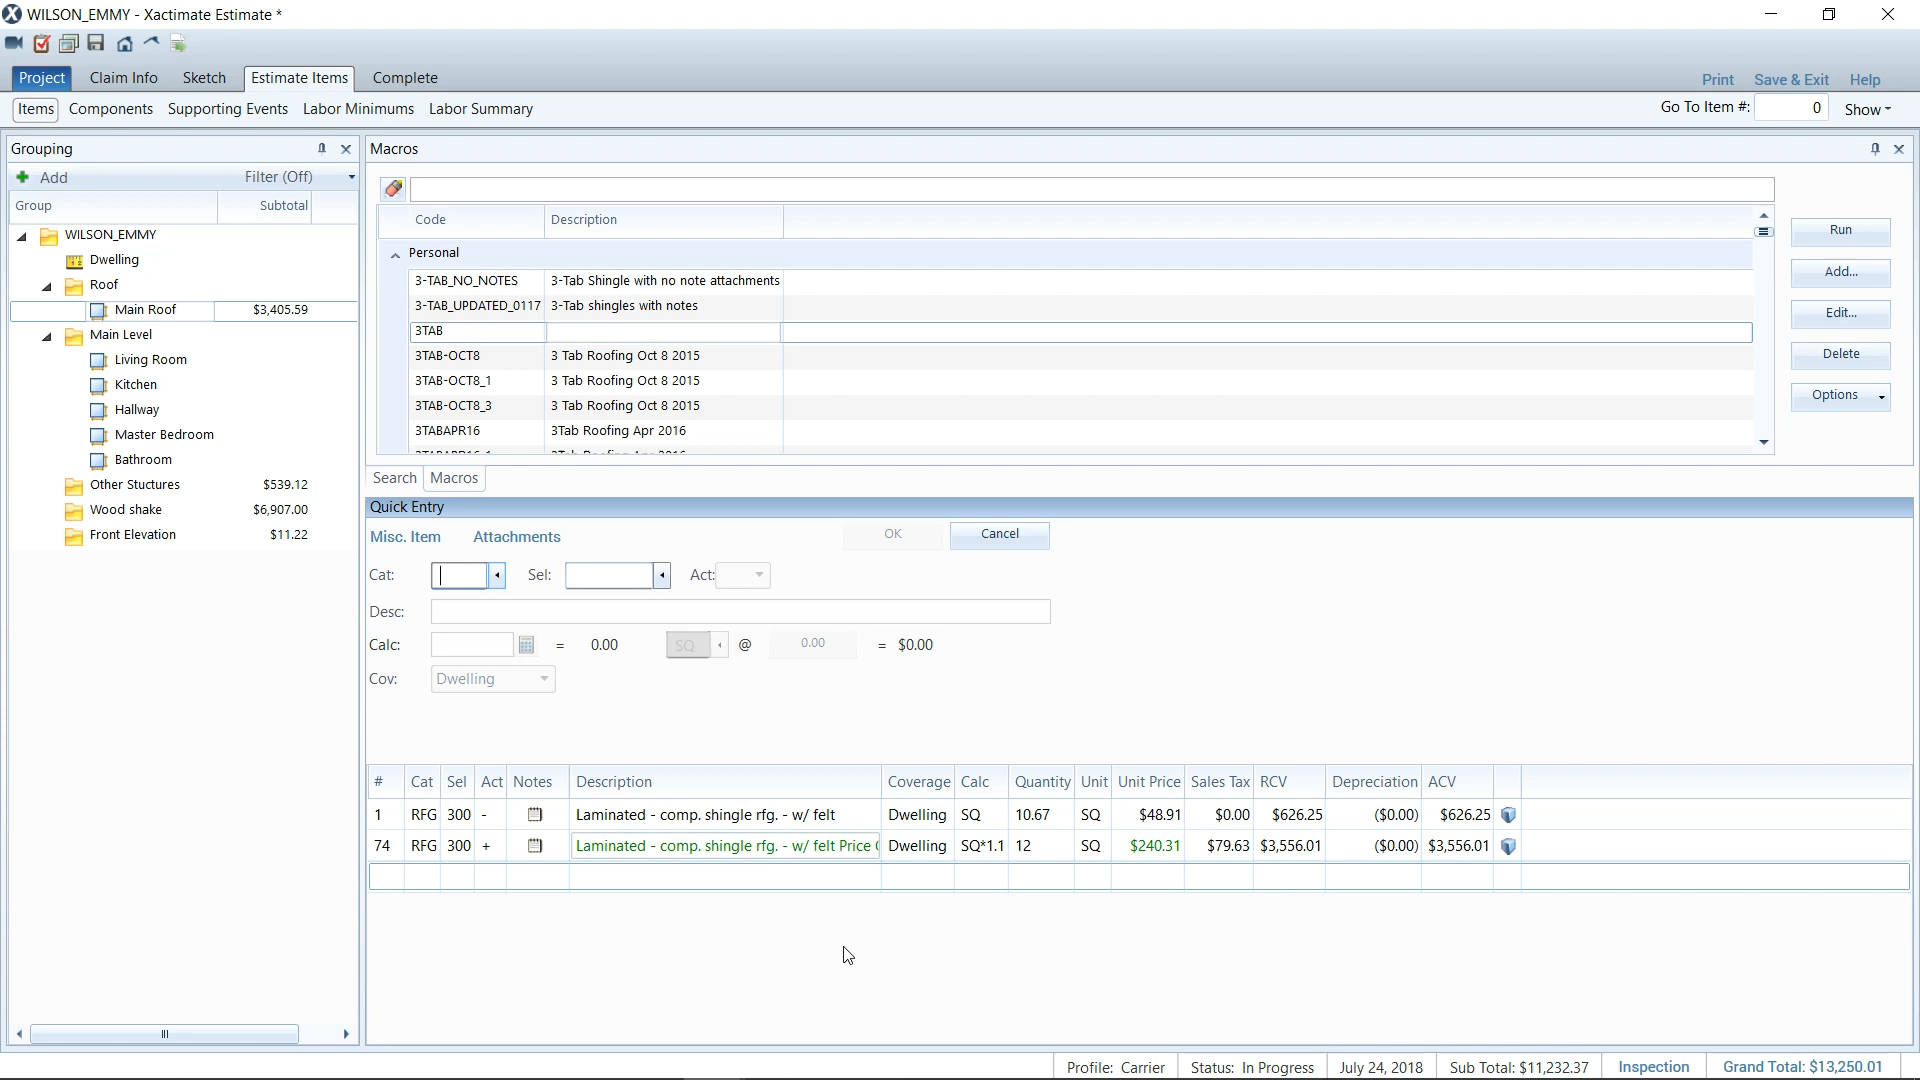 WILSON_EMMY - Xactimate Estimate *
Project Claim Info Sketch Estimate Items Complete Print Save & Exit Help
Items Components Supporting Events Labor Minimums Labor Summary Go To Item #: 0 Show
Grouping
Add Filter (Off)
Group Subtotal
WILSON_EMMY
Dwelling
Roof
Main Roof $3,405.59
Main Level
Living Room
Kitchen
Hallway
Master Bedroom
Bathroom
Other Stuctures $539.12
Wood shake $6,907.00
Front Elevation $11.22
Macros
Code Description
Personal
3-TAB_NO_NOTES 3-Tab Shingle with no note attachments
3-TAB_UPDATED_0117 3-Tab shingles with notes
3TAB
3TAB-OCT8 3 Tab Roofing Oct 8 2015
3TAB-OCT8_1 3 Tab Roofing Oct 8 2015
3TAB-OCT8_3 3 Tab Roofing Oct 8 2015
3TABAPR16 3Tab Roofing Apr 2016
Run
Add...
Edit...
Delete
Options
Search Macros
Quick Entry
Misc. Item Attachments OK Cancel
Cat: Sel: Act:
Desc:
Calc: = 0.00 SQ @ 0.00 = $0.00
Cov: Dwelling
# Cat Sel Act Notes Description Coverage Calc Quantity Unit Unit Price Sales Tax RCV Depreciation ACV
1 RFG 300 - Laminated - comp. shingle rfg. - w/ felt Dwelling SQ 10.67 SQ $48.91 $0.00 $626.25 ($0.00) $626.25
74 RFG 300 + Laminated - comp. shingle rfg. - w/ felt Price Dwelling SQ*1.1 12 SQ $240.31 $79.63 $3,556.01 ($0.00) $3,556.01
Profile: Carrier Status: In Progress July 24, 2018 Sub Total: $11,232.37 Inspection Grand Total: $13,250.01